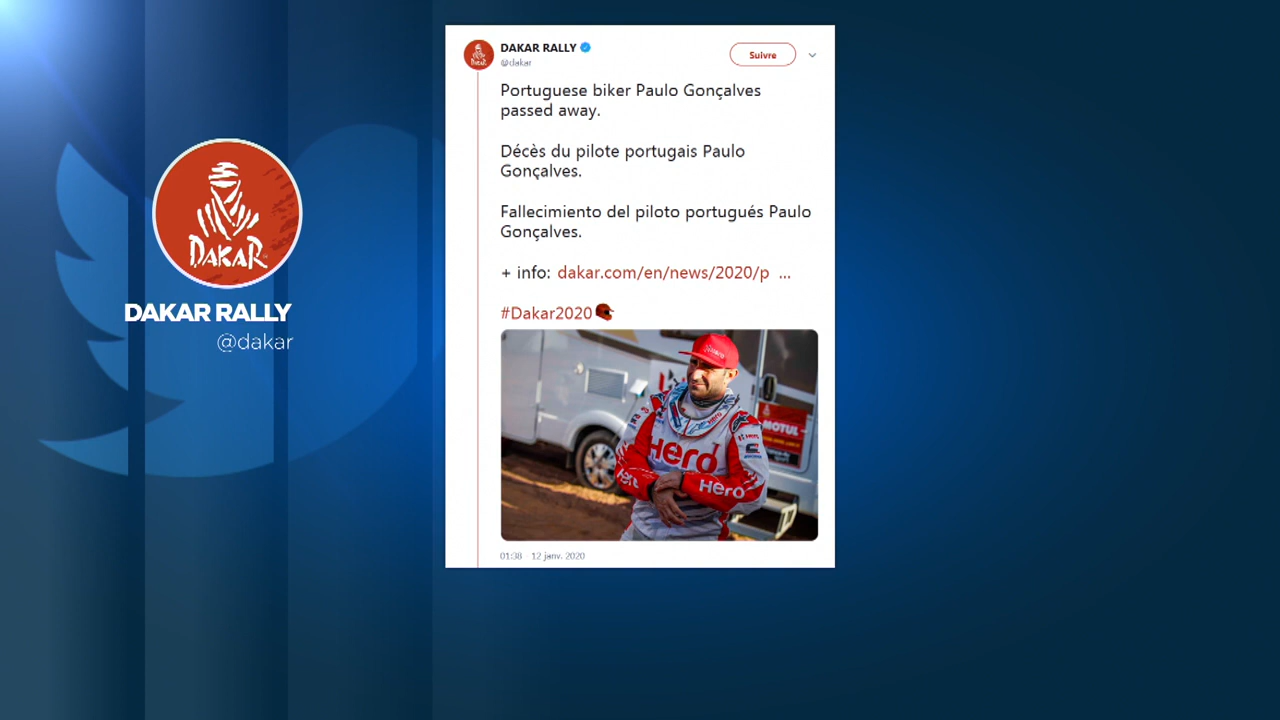 DAKAR
DAKAR RALLY
@dakar
DAKAR RALLY
@dakar
Suivre
Portuguese biker Paulo Gonçalves
passed away.
Décès du pilote portugais Paulo
Gonçalves.
Fallecimiento del piloto portugués Paulo
Gonçalves.
+ info: dakar.com/en/news/2020/p ...
#Dakar2020
Hero
Hero
MOTUL
01:38 - 12 janv. 2020